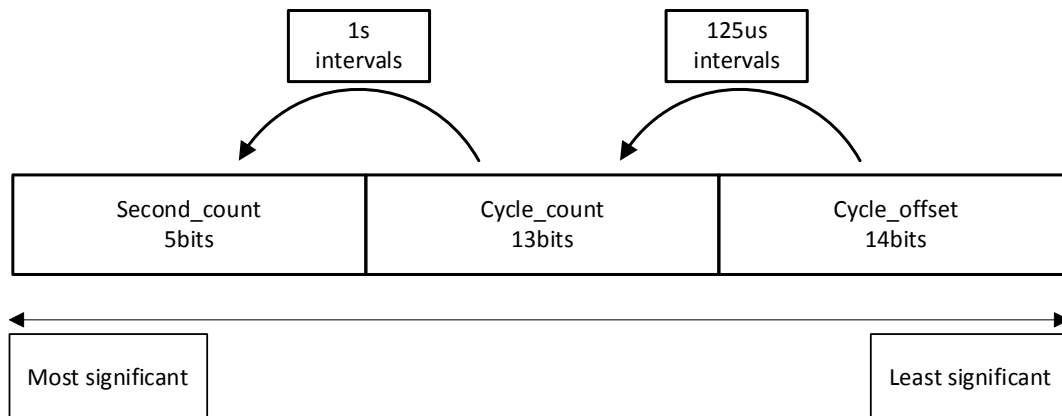 1s
intervals
125us
intervals
Second_count
5bits
Cycle_count
13bits
Cycle_offset
14bits
Most significant
Least significant